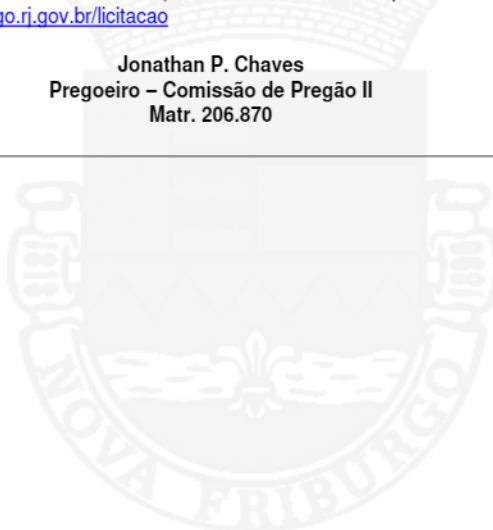 go.rj.gov.br/licitacao
Jonathan P. Chaves
Pregoeiro – Comissão de Pregão II
Matr. 206.870
NOVA FRIBURGO